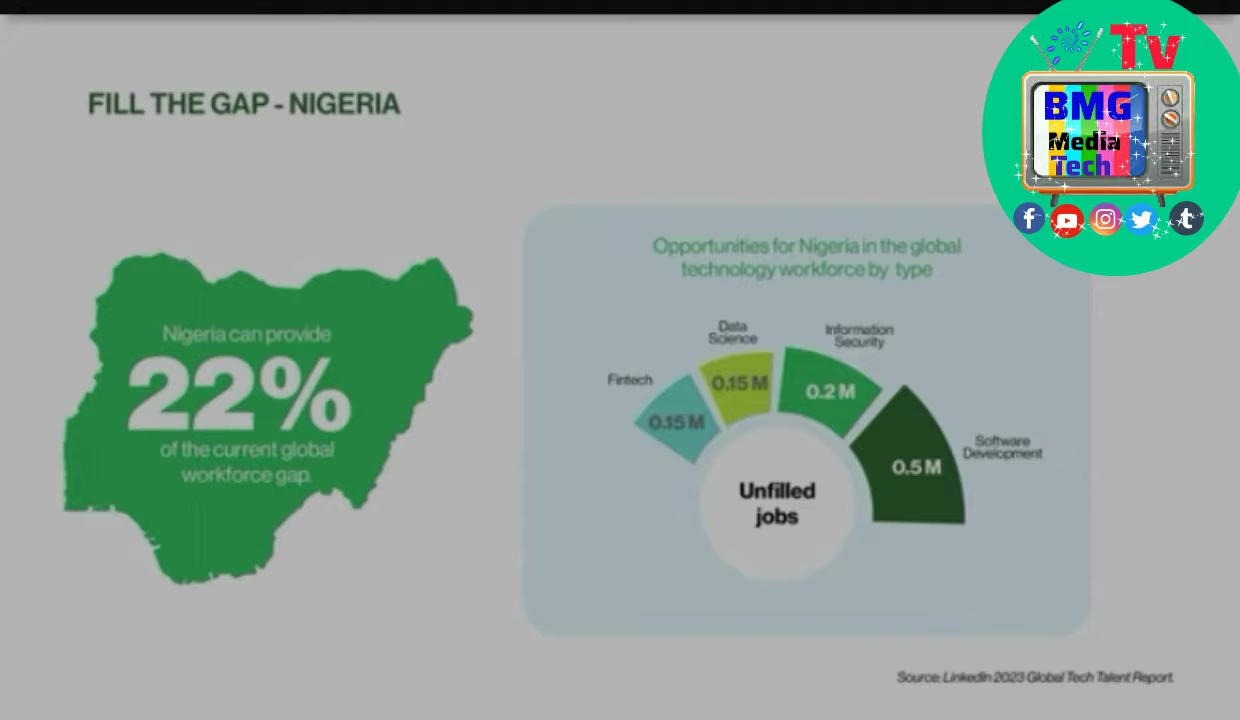 FILL THE GAP - NIGERIA
Tv
BMG
Media
Tech
Nigeria can provide
22%
of the current global
workforce gap.
Opportunities for Nigeria in the global
technology workforce by type
Fintech
0.15 M
Data
Science
0.15 M
Information
Security
0.2 M
Software
Development
0.5 M
Unfilled
jobs
Source: LinkedIn 2023 Global Tech Talent Report.